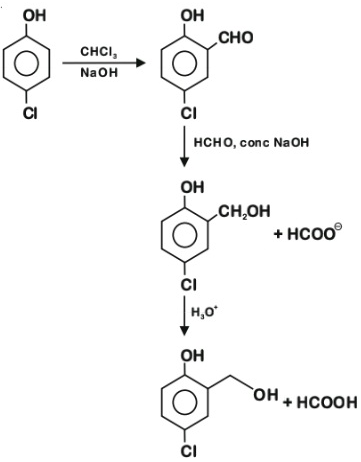 OH
OH
CHO
CHCl₃
NaOH
Cl
Cl
HCHO, conc NaOH
OH
CH₂OH
+ HCOO⊖
Cl
H₃O⁺
OH
OH + HCOOH
Cl